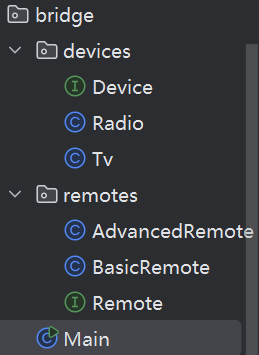 bridge
devices
I Device
C Radio
C Tv
remotes
C AdvancedRemote
C BasicRemote
I Remote
C Main